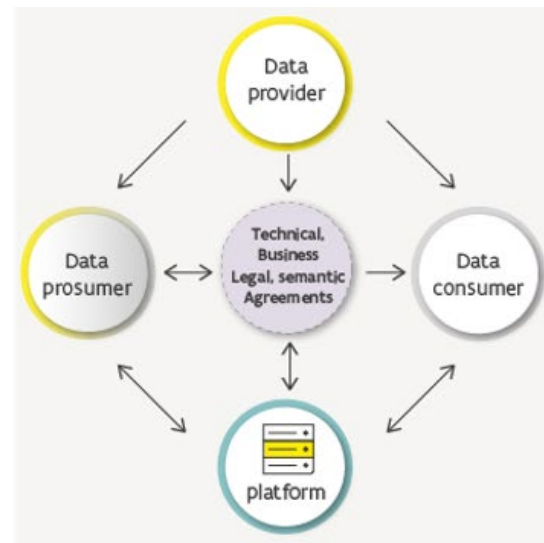 Data
provider
Data
prosumer
Technical,
Business
Legal, semantic
Agreements
Data
consumer
platform